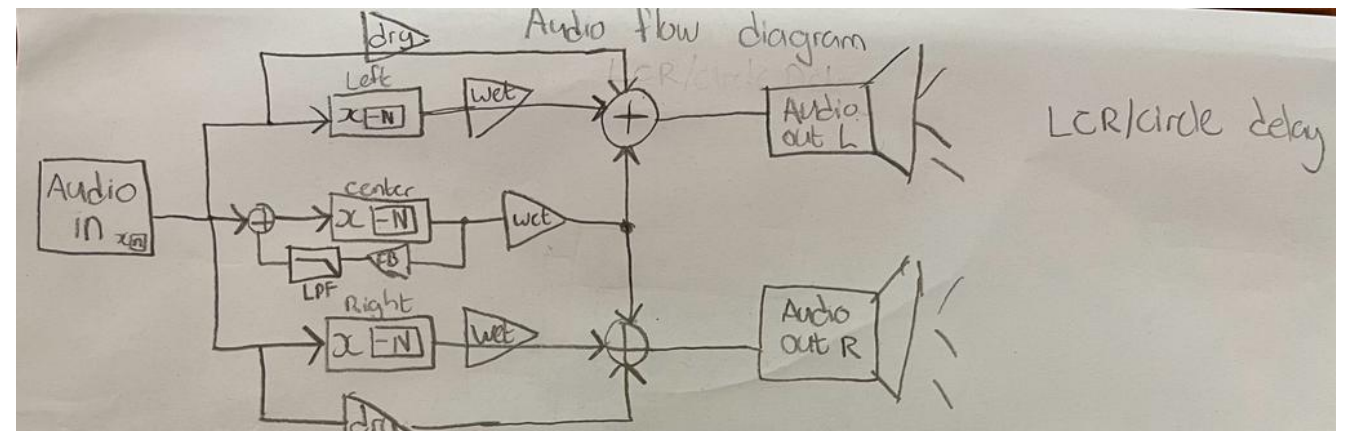 Audio flow diagram
LCR/circle delay
dry
Left
x[-N]
wet
Audio
out L
Audio
in x[n]
center
x[-N]
wet
FB
LPF
Right
x[-N]
wet
Audio
out R